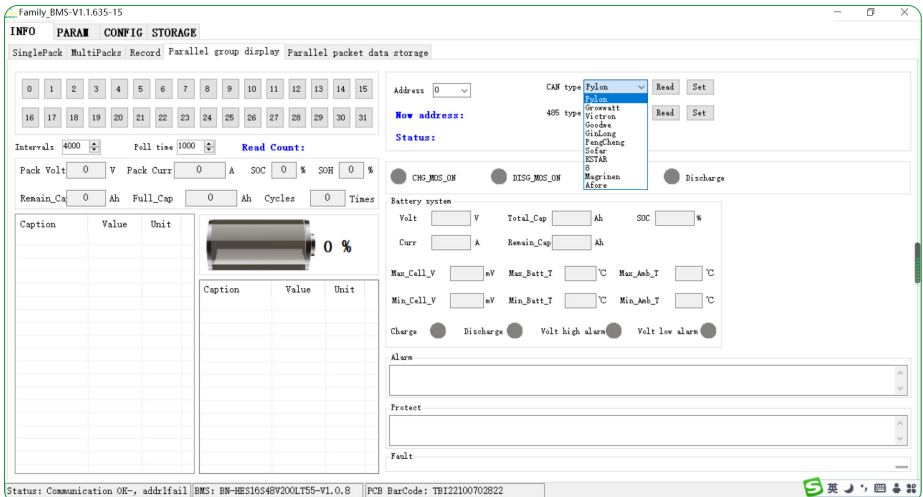 Family_BMS-V1.1.635-15
INFO PARAM CONFIG STORAGE
SinglePack MultiPacks Record Parallel group display Parallel packet data storage
0 1 2 3 4 5 6 7 8 9 10 11 12 13 14 15
16 17 18 19 20 21 22 23 24 25 26 27 28 29 30 31
Intervals 4000 Poll time 1000 Read Count:
Pack Volt 0 V Pack Curr 0 A SOC 0 % SOH 0 %
Remain_Ca 0 Ah Full_Cap 0 Ah Cycles 0 Times
Caption Value Unit
0 %
Caption Value Unit
Address 0 CAN type Pylon Read Set
Now address: 485 type Read Set
Status:
Pylon
Growwatt
Victron
Goodwe
GinLong
PengCheng
Sofar
KSTAR
8
Magrinen
Afore
CHG_MOS_ON DISG_MOS_ON Discharge
Battery system
Volt V Total_Cap Ah SOC %
Curr A Remain_Cap Ah
Max_Cell_V mV Max_Batt_T ℃ Max_Amb_T ℃
Min_Cell_V mV Min_Batt_T ℃ Min_Amb_T ℃
Charge Discharge Volt high alarm Volt low alarm
Alarm
Protect
Fault
Status: Communication OK-, addr1fail BMS: BN-HES16S48V200LT55-V1.0.8 PCB BarCode: TBI22100702822
英